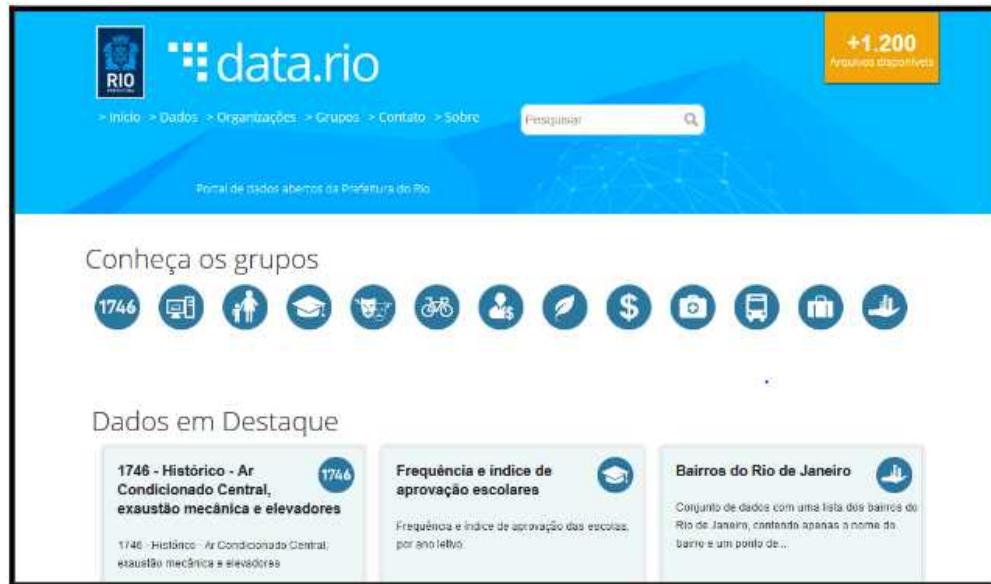 RIO
PREFEITURA
data.rio
+1.200
Arquivos disponíveis
> Início > Dados > Organizações > Grupos > Contato > Sobre
Pesquisar
Portal de dados abertos da Prefeitura do Rio
Conheça os grupos
1746
$
Dados em Destaque
1746 - Histórico - Ar
Condicionado Central,
exaustão mecânica e elevadores
1746
1746 - Histórico - Ar Condicionado Central,
exaustão mecânica e elevadores
Frequência e índice de
aprovação escolares
Frequência e índice de aprovação das escolas,
por ano letivo.
Bairros do Rio de Janeiro
Conjunto de dados com uma lista dos bairros do
Rio de Janeiro, contendo apenas o nome do
bairro e um ponto de...